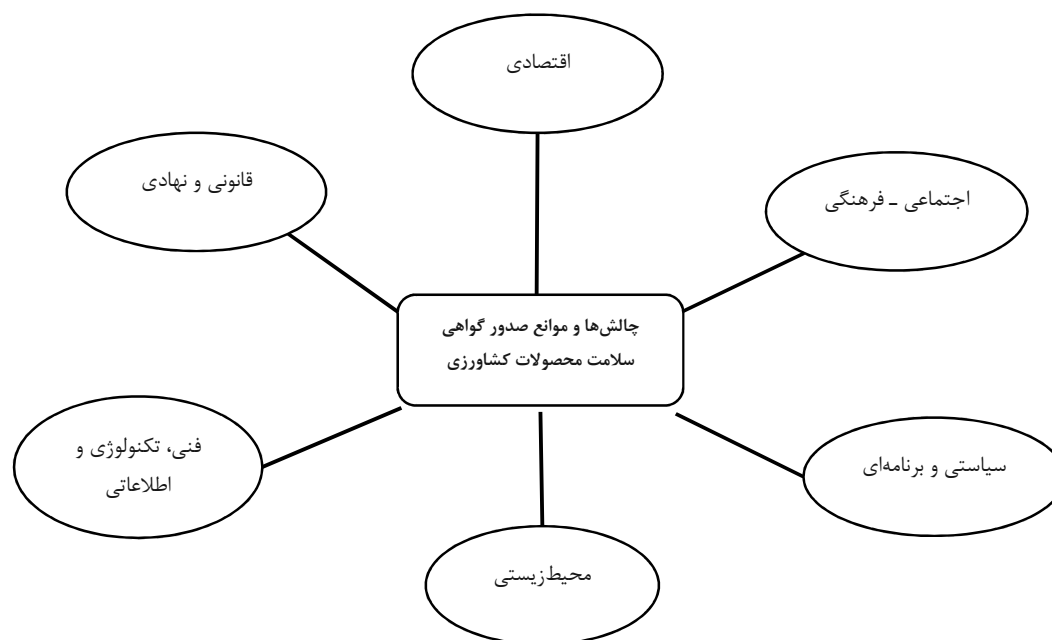 اقتصادی
قانونی و نهادی
اجتماعی ـ فرهنگی
چالش‌ها و موانع صدور گواهی
سلامت محصولات کشاورزی
فنی، تکنولوژی و
اطلاعاتی
سیاستی و برنامه‌ای
محیط‌زیستی